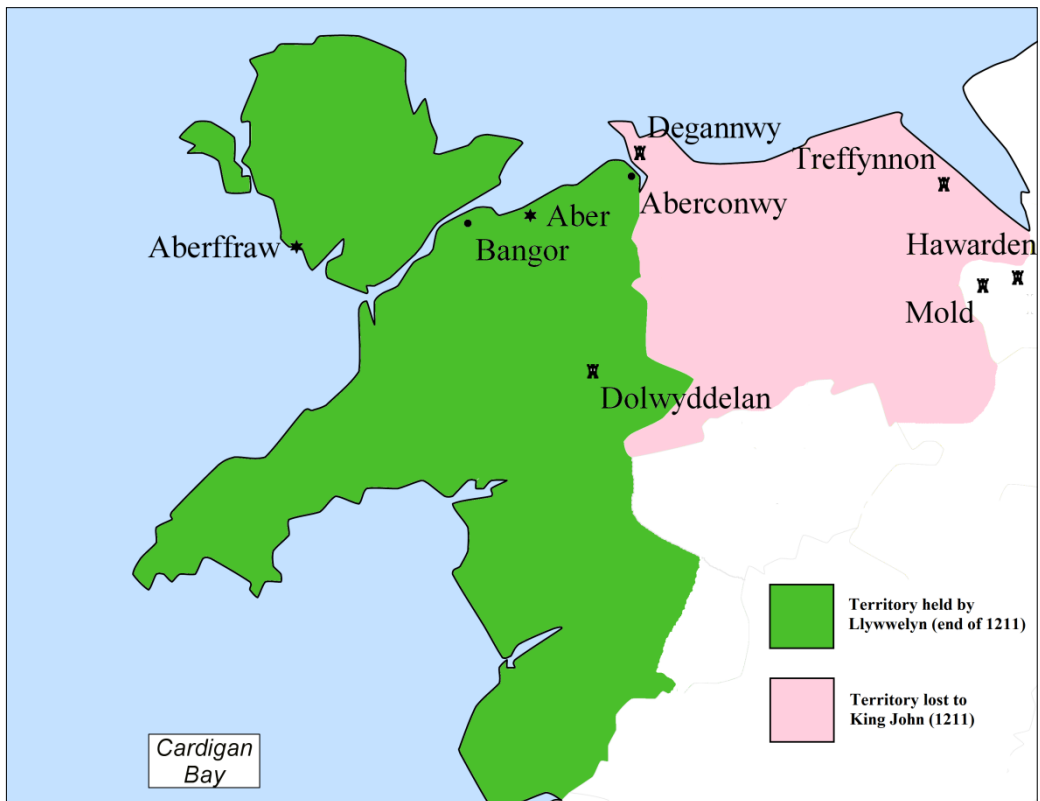 Degannwy
Treffynnon
Aberconwy
Aber
Bangor
Aberffraw
Hawarden
Mold
Dolwyddelan
Territory held by
Llywwelyn (end of 1211)
Territory lost to
King John (1211)
Cardigan
Bay